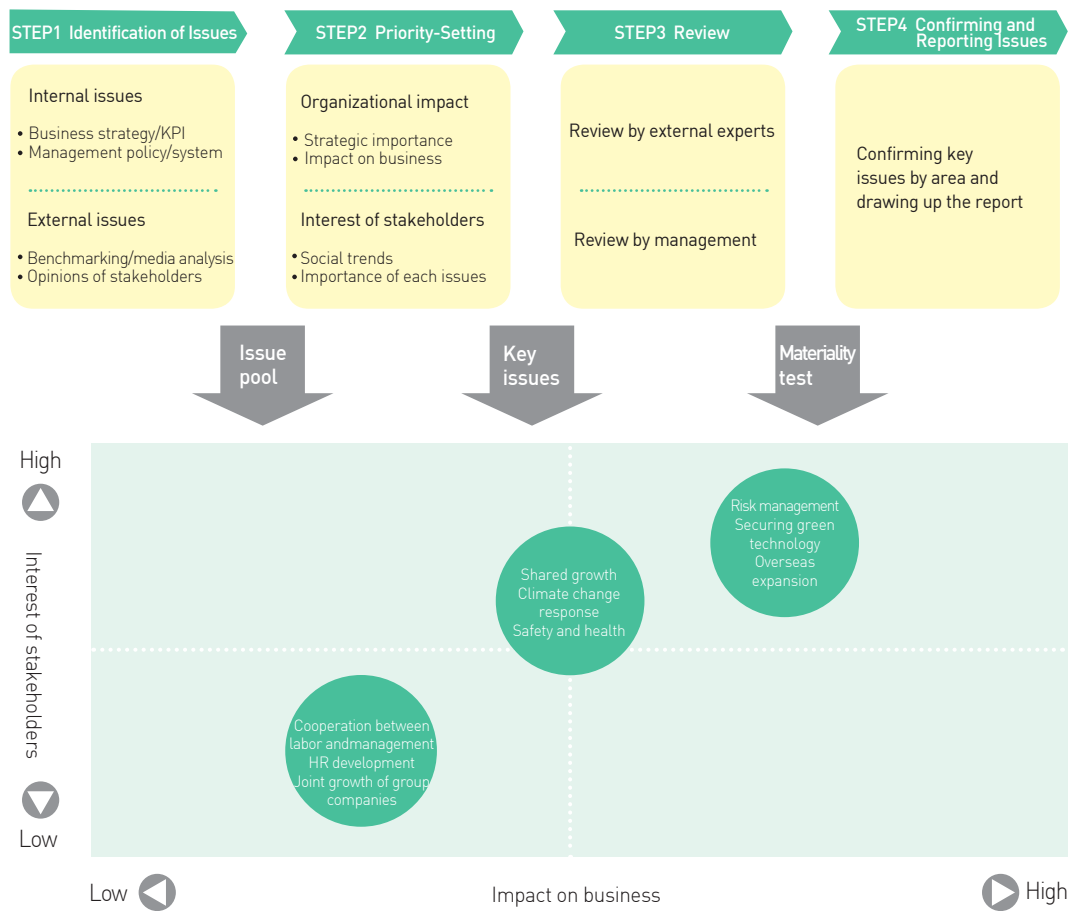 STEP1 Identification of Issues
STEP2 Priority-Setting
STEP3 Review
STEP4 Confirming and
Reporting Issues
Internal issues
• Business strategy/KPI
• Management policy/system
External issues
• Benchmarking/media analysis
• Opinions of stakeholders
Organizational impact
• Strategic importance
• Impact on business
Interest of stakeholders
• Social trends
• Importance of each issues
Review by external experts
Review by management
Confirming key
issues by area and
drawing up the report
Issue
pool
Key
issues
Materiality
test
High
Interest of stakeholders
Low
Risk management
Securing green
technology
Overseas
expansion
Shared growth
Climate change
response
Safety and health
Cooperation between
labor andmanagement
HR development
Joint growth of group
companies
Low
Impact on business
High